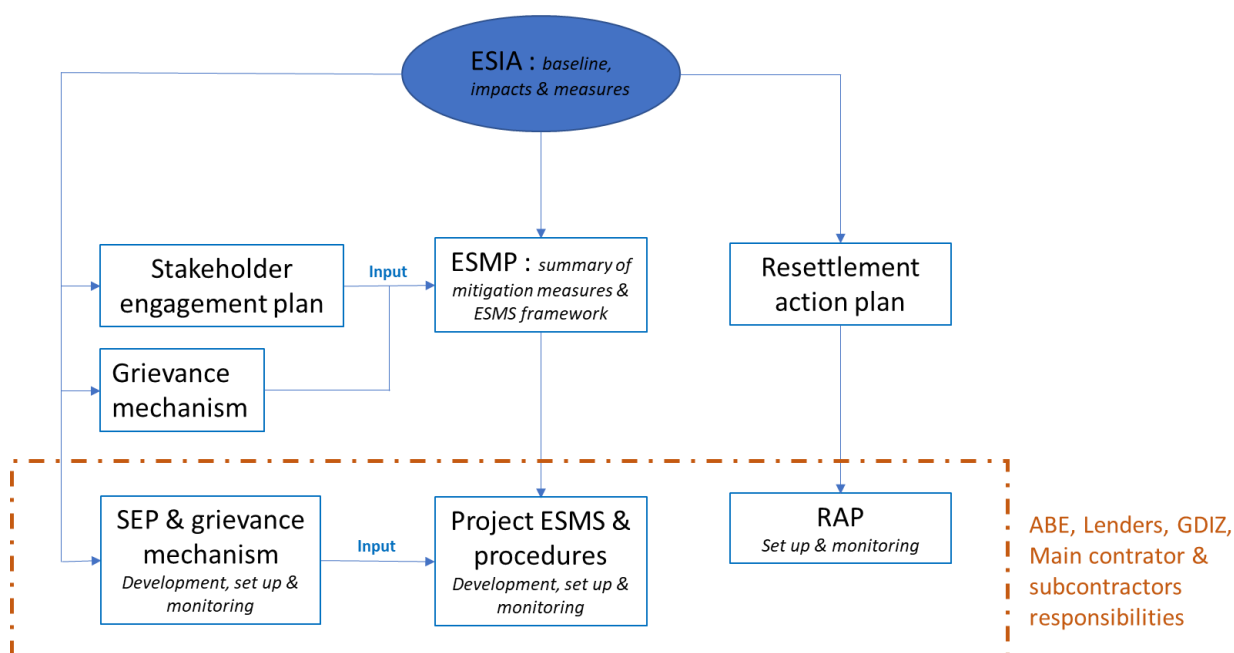 ESIA : baseline,
impacts & measures
Stakeholder
engagement plan
Input
ESMP : summary of
mitigation measures &
ESMS framework
Resettlement
action plan
Grievance
mechanism
SEP & grievance
mechanism
Development, set up &
monitoring
Input
Project ESMS &
procedures
Development, set up &
monitoring
RAP
Set up & monitoring
ABE, Lenders, GDIZ,
Main contrator &
subcontractors
responsibilities